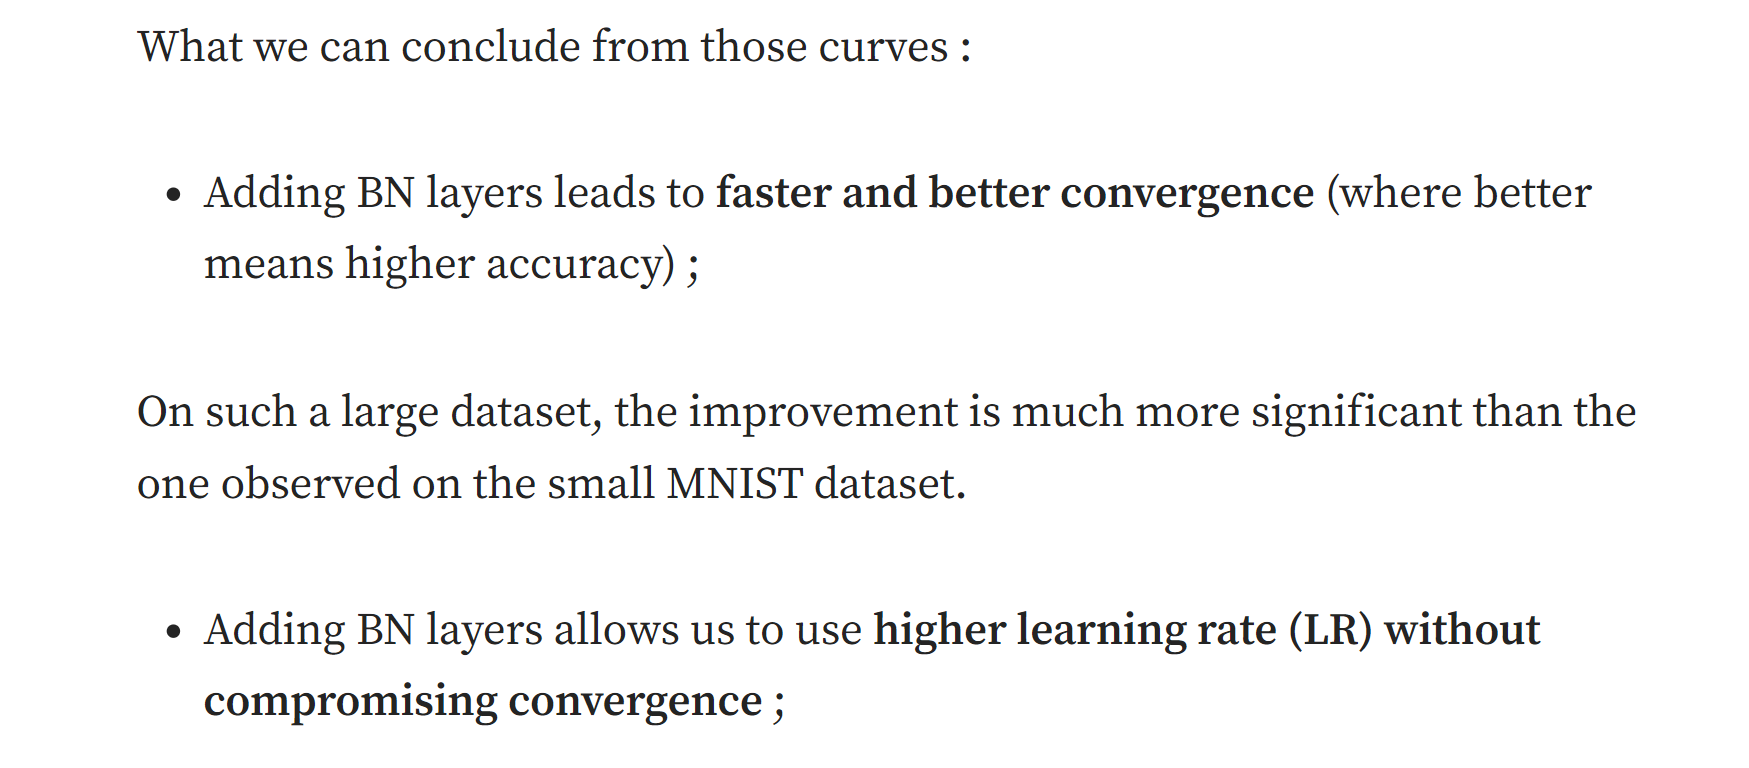 What we can conclude from those curves :
• Adding BN layers leads to faster and better convergence (where better
means higher accuracy) ;
On such a large dataset, the improvement is much more significant than the
one observed on the small MNIST dataset.
• Adding BN layers allows us to use higher learning rate (LR) without
compromising convergence ;